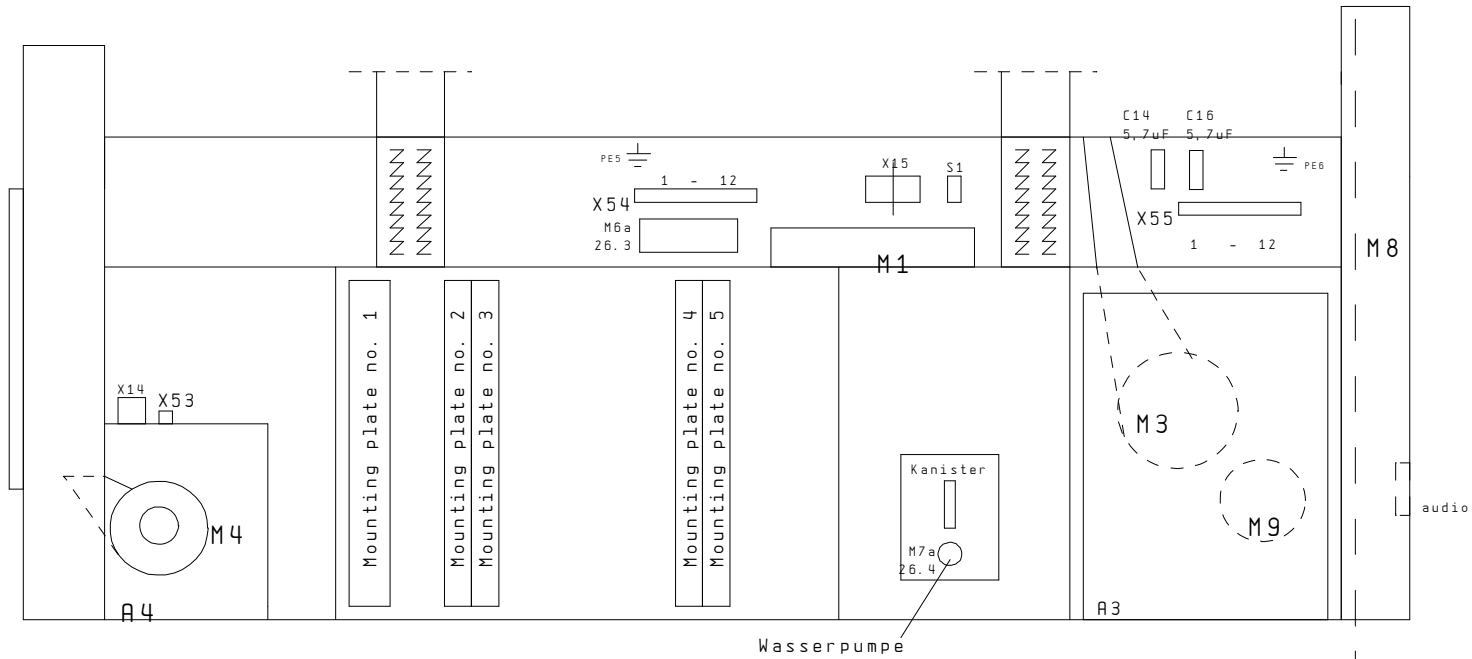 C14 C16
5,7uF 5,7uF
PE5
X15
S1
PE6
1 - 12
X54
X55
M6a
26.3
1 - 12
M1
M8
Mounting plate no. 1
Mounting plate no. 2
Mounting plate no. 3
Mounting plate no. 4
Mounting plate no. 5
X14
X53
M3
Kanister
audio
M4
M9
M7a
26.4
A4
A3
Wasserpumpe